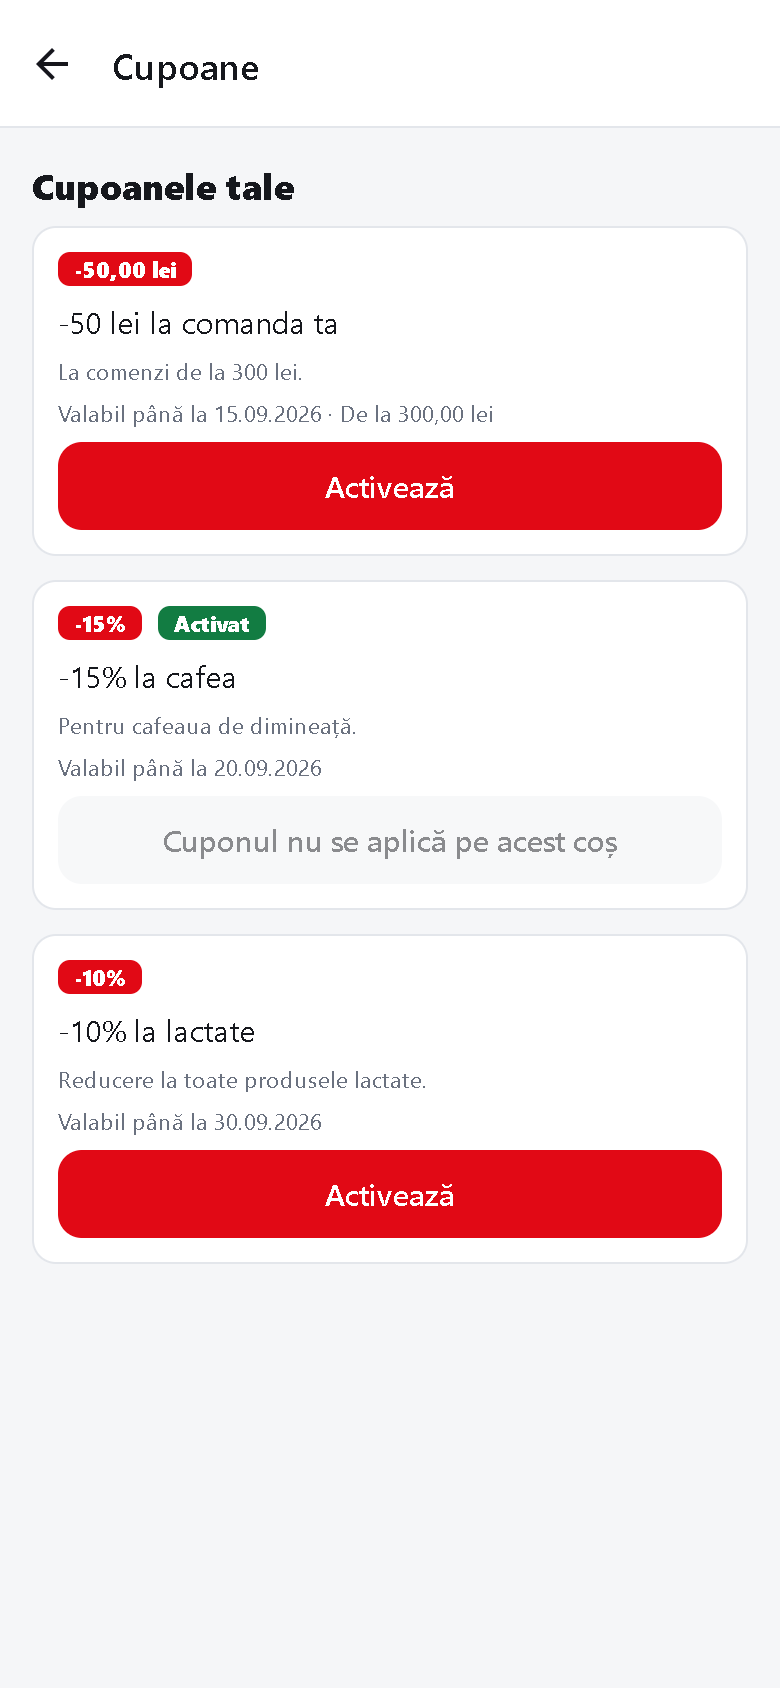 Cupoane
Cupoanele tale
-50,00 lei
-50 lei la comanda ta
La comenzi de la 300 lei.
Valabil până la 15.09.2026 · De la 300,00 lei
Activează
-15% Activat
-15% la cafea
Pentru cafeaua de dimineață.
Valabil până la 20.09.2026
Cuponul nu se aplică pe acest coș
-10%
-10% la lactate
Reducere la toate produsele lactate.
Valabil până la 30.09.2026
Activează